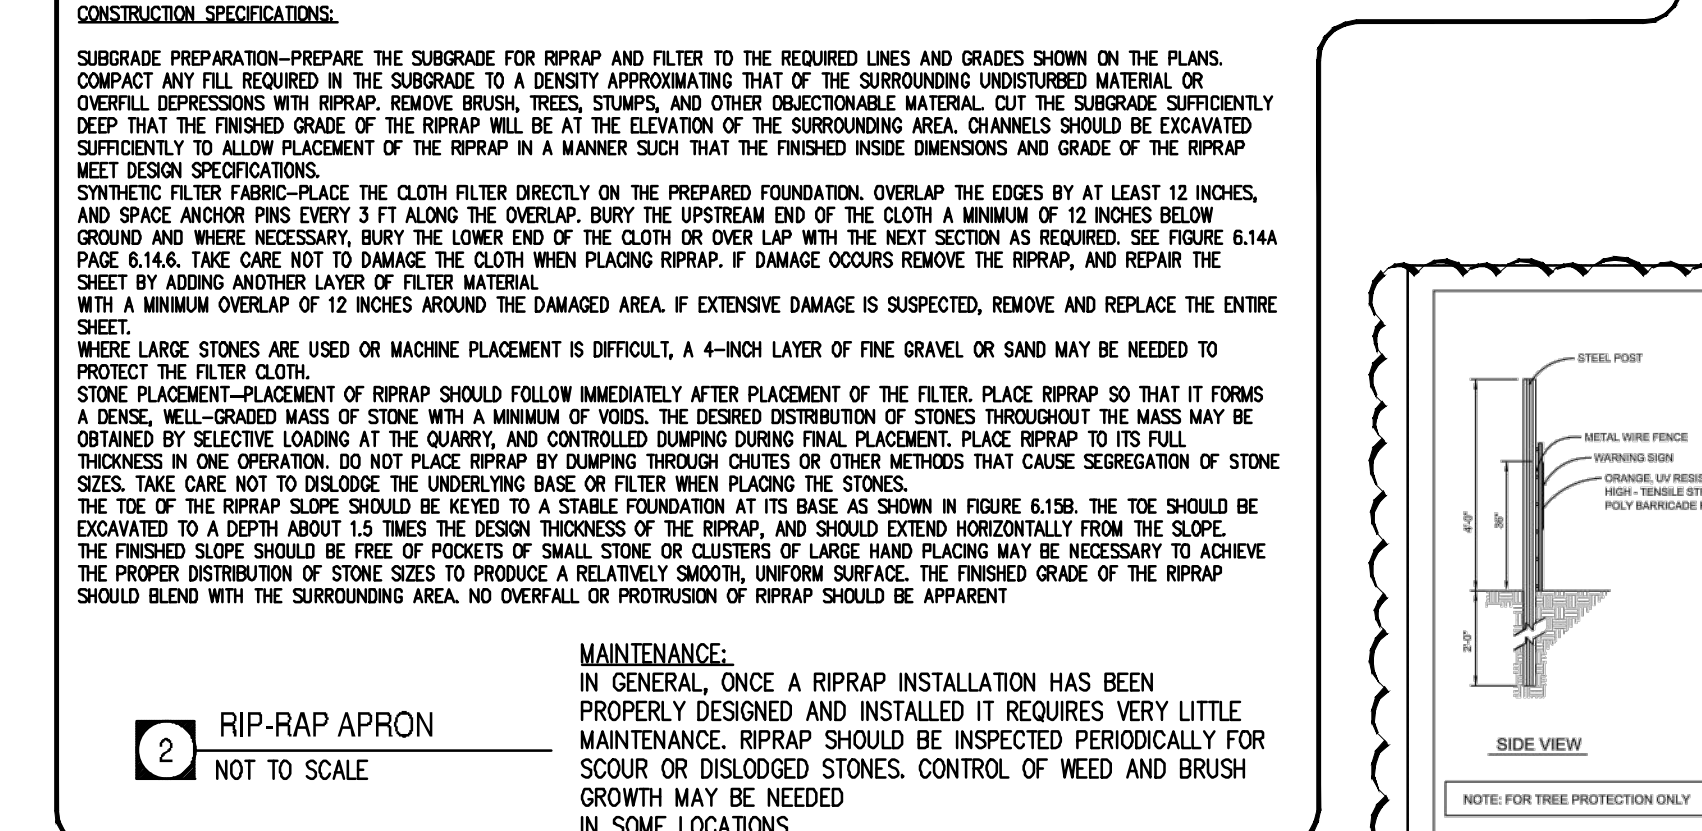 CONSTRUCTION SPECIFICATIONS:
SUBGRADE PREPARATION–PREPARE THE SUBGRADE FOR RIPRAP AND FILTER TO THE REQUIRED LINES AND GRADES SHOWN ON THE PLANS.
COMPACT ANY FILL REQUIRED IN THE SUBGRADE TO A DENSITY APPROXIMATING THAT OF THE SURROUNDING UNDISTURBED MATERIAL OR
OVERFILL DEPRESSIONS WITH RIPRAP. REMOVE BRUSH, TREES, STUMPS, AND OTHER OBJECTIONABLE MATERIAL. CUT THE SUBGRADE SUFFICIENTLY
DEEP THAT THE FINISHED GRADE OF THE RIPRAP WILL BE AT THE ELEVATION OF THE SURROUNDING AREA. CHANNELS SHOULD BE EXCAVATED
SUFFICIENTLY TO ALLOW PLACEMENT OF THE RIPRAP IN A MANNER SUCH THAT THE FINISHED INSIDE DIMENSIONS AND GRADE OF THE RIPRAP
MEET DESIGN SPECIFICATIONS.
SYNTHETIC FILTER FABRIC–PLACE THE CLOTH FILTER DIRECTLY ON THE PREPARED FOUNDATION. OVERLAP THE EDGES BY AT LEAST 12 INCHES,
AND SPACE ANCHOR PINS EVERY 3 FT ALONG THE OVERLAP. BURY THE UPSTREAM END OF THE CLOTH A MINIMUM OF 12 INCHES BELOW
GROUND AND WHERE NECESSARY, BURY THE LOWER END OF THE CLOTH OR OVER LAP WITH THE NEXT SECTION AS REQUIRED. SEE FIGURE 6.14A
PAGE 6.14.6. TAKE CARE NOT TO DAMAGE THE CLOTH WHEN PLACING RIPRAP. IF DAMAGE OCCURS REMOVE THE RIPRAP, AND REPAIR THE
SHEET BY ADDING ANOTHER LAYER OF FILTER MATERIAL
WITH A MINIMUM OVERLAP OF 12 INCHES AROUND THE DAMAGED AREA. IF EXTENSIVE DAMAGE IS SUSPECTED, REMOVE AND REPLACE THE ENTIRE
SHEET.
WHERE LARGE STONES ARE USED OR MACHINE PLACEMENT IS DIFFICULT, A 4–INCH LAYER OF FINE GRAVEL OR SAND MAY BE NEEDED TO
PROTECT THE FILTER CLOTH.
STONE PLACEMENT–PLACEMENT OF RIPRAP SHOULD FOLLOW IMMEDIATELY AFTER PLACEMENT OF THE FILTER. PLACE RIPRAP SO THAT IT FORMS
A DENSE, WELL–GRADED MASS OF STONE WITH A MINIMUM OF VOIDS. THE DESIRED DISTRIBUTION OF STONES THROUGHOUT THE MASS MAY BE
OBTAINED BY SELECTIVE LOADING AT THE QUARRY, AND CONTROLLED DUMPING DURING FINAL PLACEMENT. PLACE RIPRAP TO ITS FULL
THICKNESS IN ONE OPERATION. DO NOT PLACE RIPRAP BY DUMPING THROUGH CHUTES OR OTHER METHODS THAT CAUSE SEGREGATION OF STONE
SIZES. TAKE CARE NOT TO DISLODGE THE UNDERLYING BASE OR FILTER WHEN PLACING THE STONES.
THE TOE OF THE RIPRAP SLOPE SHOULD BE KEYED TO A STABLE FOUNDATION AT ITS BASE AS SHOWN IN FIGURE 6.15B. THE TOE SHOULD BE
EXCAVATED TO A DEPTH ABOUT 1.5 TIMES THE DESIGN THICKNESS OF THE RIPRAP, AND SHOULD EXTEND HORIZONTALLY FROM THE SLOPE.
THE FINISHED SLOPE SHOULD BE FREE OF POCKETS OF SMALL STONE OR CLUSTERS OF LARGE HAND PLACING MAY BE NECESSARY TO ACHIEVE
THE PROPER DISTRIBUTION OF STONE SIZES TO PRODUCE A RELATIVELY SMOOTH, UNIFORM SURFACE. THE FINISHED GRADE OF THE RIPRAP
SHOULD BLEND WITH THE SURROUNDING AREA. NO OVERFALL OR PROTRUSION OF RIPRAP SHOULD BE APPARENT
2
RIP-RAP APRON
NOT TO SCALE
MAINTENANCE:
IN GENERAL, ONCE A RIPRAP INSTALLATION HAS BEEN
PROPERLY DESIGNED AND INSTALLED IT REQUIRES VERY LITTLE
MAINTENANCE. RIPRAP SHOULD BE INSPECTED PERIODICALLY FOR
SCOUR OR DISLODGED STONES. CONTROL OF WEED AND BRUSH
GROWTH MAY BE NEEDED
IN SOME LOCATIONS
STEEL POST
METAL WIRE FENCE
WARNING SIGN
ORANGE, UV RESIS
HIGH - TENSILE ST
POLY BARRICADE
4'-0"
36"
2'-0"
SIDE VIEW
NOTE: FOR TREE PROTECTION ONLY